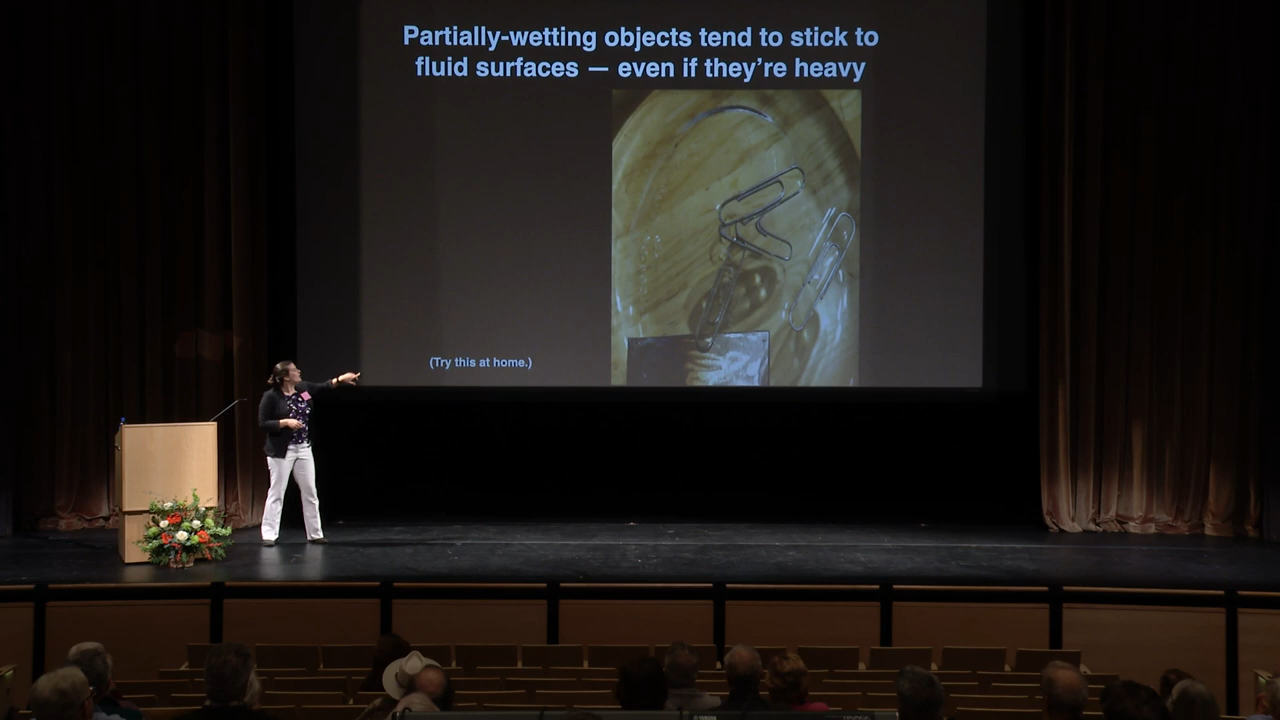 Partially-wetting objects tend to stick to
fluid surfaces — even if they're heavy
(Try this at home.)